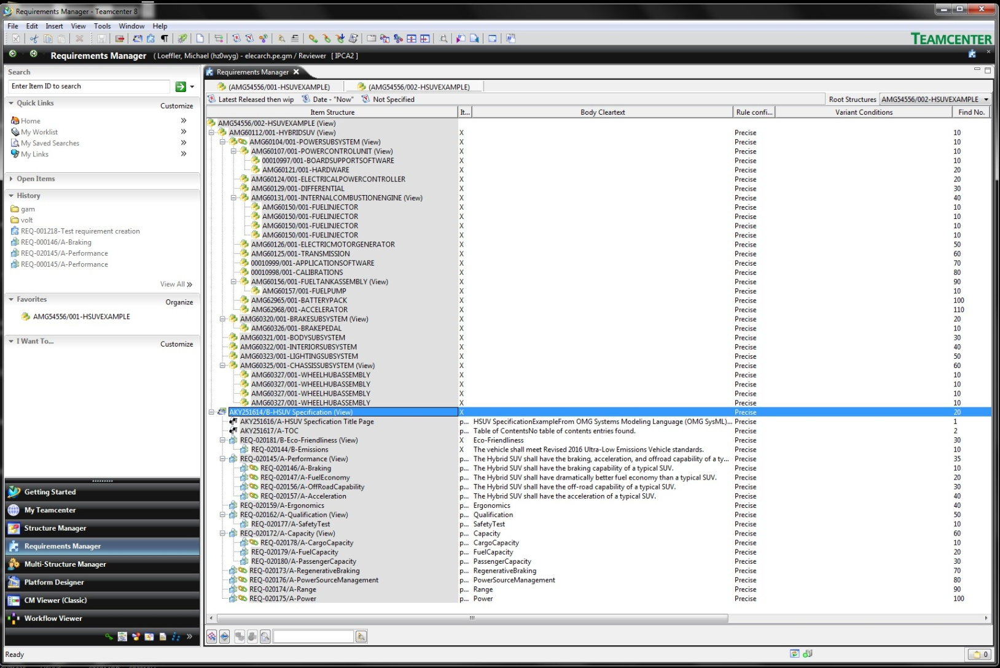 Requirements Manager - Teamcenter 8
File Edit Insert View Tools Window Help
TEAMCENTER
Requirements Manager ( Loeffler, Michael (hz0wyg) - elecarch.pe.gm / Reviewer [ IPCA2 ] )
Search
Enter Item ID to search
Quick Links
Customize
Home »
My Worklist »
My Saved Searches »
My Links »
Open Items
History
gam
volt
REQ-001218-Test requirement creation
REQ-000146/A-Braking
REQ-020145/A-Performance
REQ-000145/A-Performance
View All »
Favorites
Organize
AMG54556/001-HSUVEXAMPLE
I Want To...
Customize
Getting Started
My Teamcenter
Structure Manager
Requirements Manager
Multi-Structure Manager
Platform Designer
CM Viewer (Classic)
Workflow Viewer
»
Requirements Manager
(AMG54556/001-HSUVEXAMPLE) (AMG54556/002-HSUVEXAMPLE)
Latest Released then wip Date - "Now" Not Specified Root Structures AMG54556/002-HSUVEXAMPLE
Item Structure It... Body Cleartext Rule confi... Variant Conditions Find No.
AMG54556/002-HSUVEXAMPLE (View)
AMG60112/001-HYBRIDSUV (View) X Precise 10
AMG60104/001-POWERSUBSYSTEM (View) X Precise 10
AMG60107/001-POWERCONTROLUNIT (View) X Precise 10
00010997/001-BOARDSUPPORTSOFTWARE X Precise 10
AMG60121/001-HARDWARE X Precise 20
AMG60124/001-ELECTRICALPOWERCONTROLLER X Precise 20
AMG60129/001-DIFFERENTIAL X Precise 30
AMG60131/001-INTERNALCOMBUSTIONENGINE (View) X Precise 40
AMG60150/001-FUELINJECTOR X Precise 10
AMG60150/001-FUELINJECTOR X Precise 10
AMG60150/001-FUELINJECTOR X Precise 10
AMG60150/001-FUELINJECTOR X Precise 10
AMG60126/001-ELECTRICMOTORGENERATOR X Precise 50
AMG60125/001-TRANSMISSION X Precise 60
00010999/001-APPLICATIONSOFTWARE X Precise 70
00010998/001-CALIBRATIONS X Precise 80
AMG60156/001-FUELTANKASSEMBLY (View) X Precise 90
AMG60157/001-FUELPUMP X Precise 10
AMG62965/001-BATTERYPACK X Precise 100
AMG62968/001-ACCELERATOR X Precise 110
AMG60320/001-BRAKESUBSYSTEM (View) X Precise 20
AMG60326/001-BRAKEPEDAL X Precise 10
AMG60321/001-BODYSUBSYSTEM X Precise 30
AMG60322/001-INTERIORSUBSYSTEM X Precise 40
AMG60323/001-LIGHTINGSUBSYSTEM X Precise 50
AMG60325/001-CHASSISSUBSYSTEM (View) X Precise 60
AMG60327/001-WHEELHUBASSEMBLY X Precise 10
AMG60327/001-WHEELHUBASSEMBLY X Precise 10
AMG60327/001-WHEELHUBASSEMBLY X Precise 10
AMG60327/001-WHEELHUBASSEMBLY X Precise 10
AKY251614/B-HSUV Specification (View) X Precise 20
AKY251616/A-HSUV Specfication Title Page p... HSUV SpecificationExampleFrom OMG Systems Modeling Language (OMG SysML)... Precise 1
AKY251617/A-TOC p... Table of ContentsNo table of contents entries found. Precise 2
REQ-020181/B-Eco-Friendliness (View) X Eco-Friendliness Precise 30
REQ-020144/B-Emissions X The vehicle shall meet Revised 2016 Ultra-Low Emissions Vehicle standards. Precise 10
REQ-020145/A-Performance (View) p... The Hybrid SUV shall have the braking, acceleration, and offroad capability of a ty... Precise 35
REQ-020146/A-Braking p... The Hybrid SUV shall have the braking capability of a typical SUV. Precise 10
REQ-020147/A-FuelEconomy p... The Hybrid SUV shall have dramatically better fuel economy than a typical SUV. Precise 20
REQ-020156/A-OffRoadCapability p... The Hybrid SUV shall have the off-road capability of a typical SUV. Precise 30
REQ-020157/A-Acceleration p... The Hybrid SUV shall have the acceleration of a typical SUV. Precise 40
REQ-020159/A-Ergonomics p... Ergonomics Precise 40
REQ-020162/A-Qualification (View) p... Qualification Precise 50
REQ-020177/A-SafetyTest p... SafetyTest Precise 10
REQ-020172/A-Capacity (View) p... Capacity Precise 60
REQ-020178/A-CargoCapacity p... CargoCapacity Precise 10
REQ-020179/A-FuelCapacity p... FuelCapacity Precise 20
REQ-020180/A-PassengerCapacity p... PassengerCapacity Precise 30
REQ-020173/A-RegenerativeBraking p... RegenerativeBraking Precise 70
REQ-020176/A-PowerSourceManagement p... PowerSourceManagement Precise 80
REQ-020174/A-Range p... Range Precise 90
REQ-020175/A-Power p... Power Precise 100
Ready
0